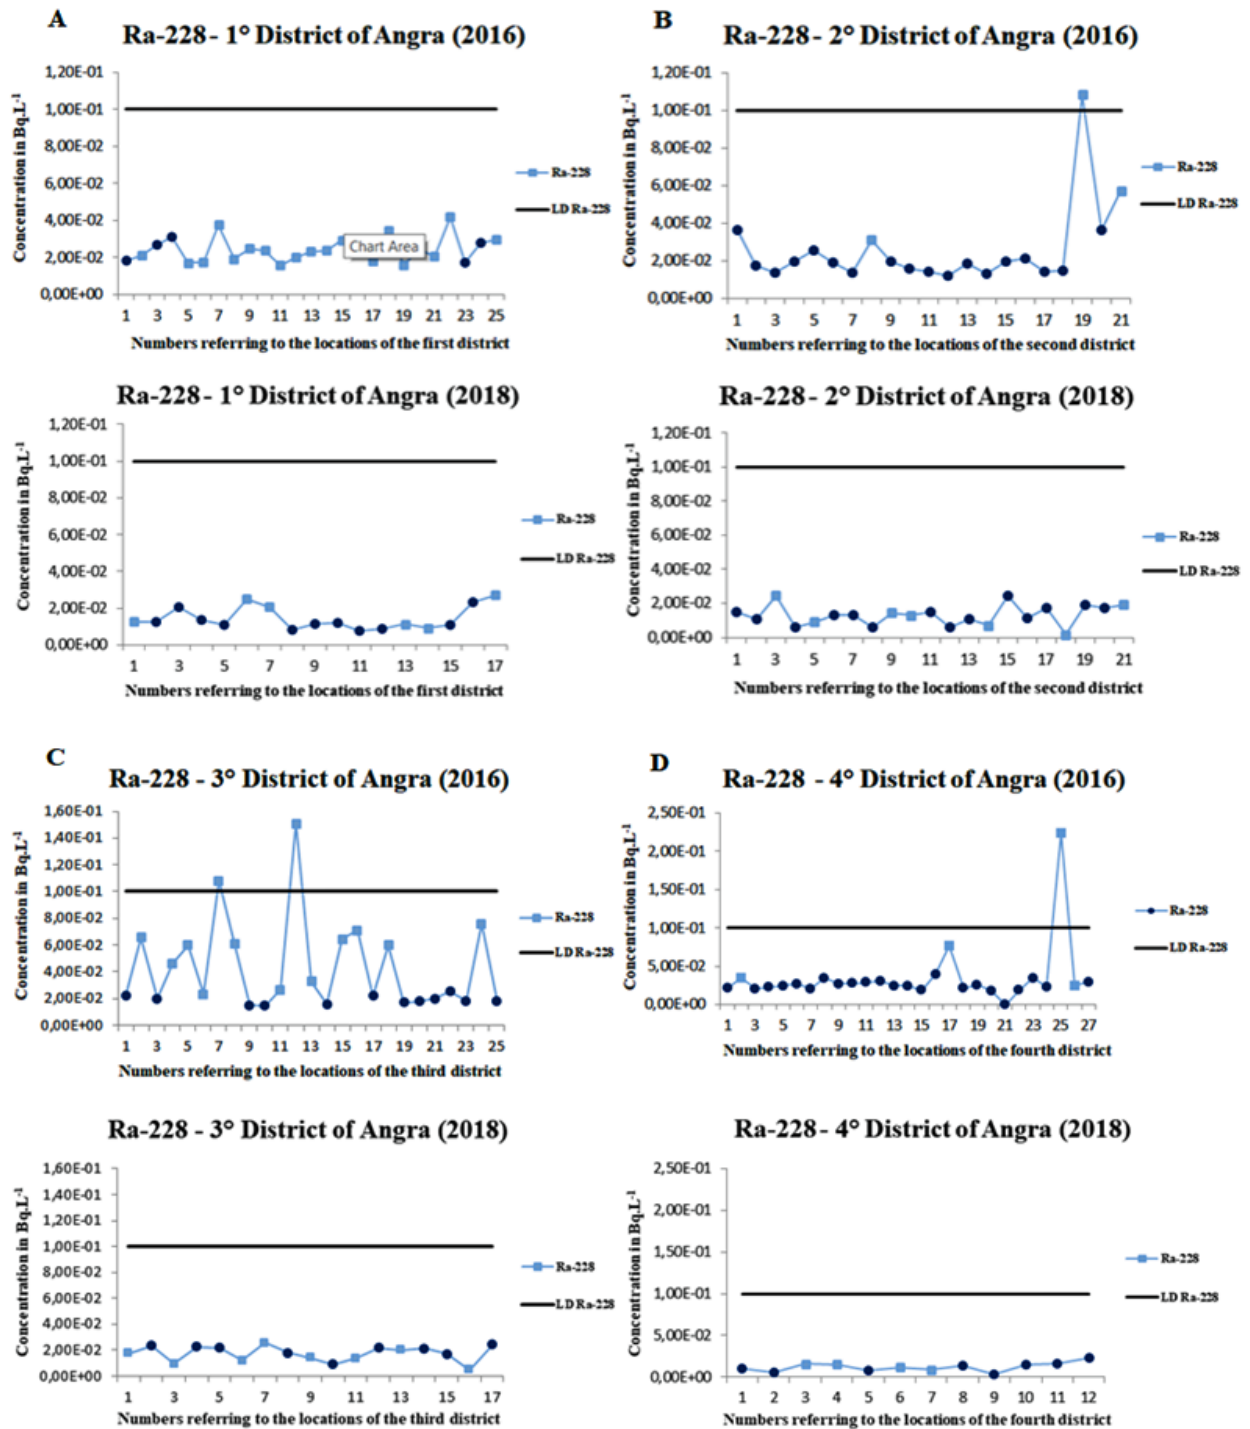 A
Ra-228 - 1° District of Angra (2016)
Concentration in Bq.L-1
1,20E-01
1,00E-01
8,00E-02
6,00E-02
4,00E-02
2,00E-02
0,00E+00
Chart Area
1 3 5 7 9 11 13 15 17 19 21 23 25
Numbers referring to the locations of the first district
Ra-228
LD Ra-228
B
Ra-228 - 2° District of Angra (2016)
Concentration in Bq.L-1
1,20E-01
1,00E-01
8,00E-02
6,00E-02
4,00E-02
2,00E-02
0,00E+00
1 3 5 7 9 11 13 15 17 19 21
Numbers referring to the locations of the second district
Ra-228
LD Ra-228
Ra-228 - 1° District of Angra (2018)
Concentration in Bq.L-1
1,20E-01
1,00E-01
8,00E-02
6,00E-02
4,00E-02
2,00E-02
0,00E+00
1 3 5 7 9 11 13 15 17
Numbers referring to the locations of the first district
Ra-228
LD Ra-228
Ra-228 - 2° District of Angra (2018)
Concentration in Bq.L-1
1,20E-01
1,00E-01
8,00E-02
6,00E-02
4,00E-02
2,00E-02
0,00E+00
1 3 5 7 9 11 13 15 17 19 21
Numbers referring to the locations of the second district
Ra-228
LD Ra-228
C
Ra-228 - 3° District of Angra (2016)
Concentration in Bq.L-1
1,60E-01
1,40E-01
1,20E-01
1,00E-01
8,00E-02
6,00E-02
4,00E-02
2,00E-02
0,00E+00
1 3 5 7 9 11 13 15 17 19 21 23 25
Numbers referring to the locations of the third district
Ra-228
LD Ra-228
D
Ra-228 - 4° District of Angra (2016)
Concentration in Bq.L-1
2,50E-01
2,00E-01
1,50E-01
1,00E-01
5,00E-02
0,00E+00
1 3 5 7 9 11 13 15 17 19 21 23 25 27
Numbers referring to the locations of the fourth district
Ra-228
LD Ra-228
Ra-228 - 3° District of Angra (2018)
Concentration in Bq.L-1
1,60E-01
1,40E-01
1,20E-01
1,00E-01
8,00E-02
6,00E-02
4,00E-02
2,00E-02
0,00E+00
1 3 5 7 9 11 13 15 17
Numbers referring to the locations of the third district
Ra-228
LD Ra-228
Ra-228 - 4° District of Angra (2018)
Concentration in Bq.L-1
2,50E-01
2,00E-01
1,50E-01
1,00E-01
5,00E-02
0,00E+00
1 2 3 4 5 6 7 8 9 10 11 12
Numbers referring to the locations of the fourth district
Ra-228
LD Ra-228